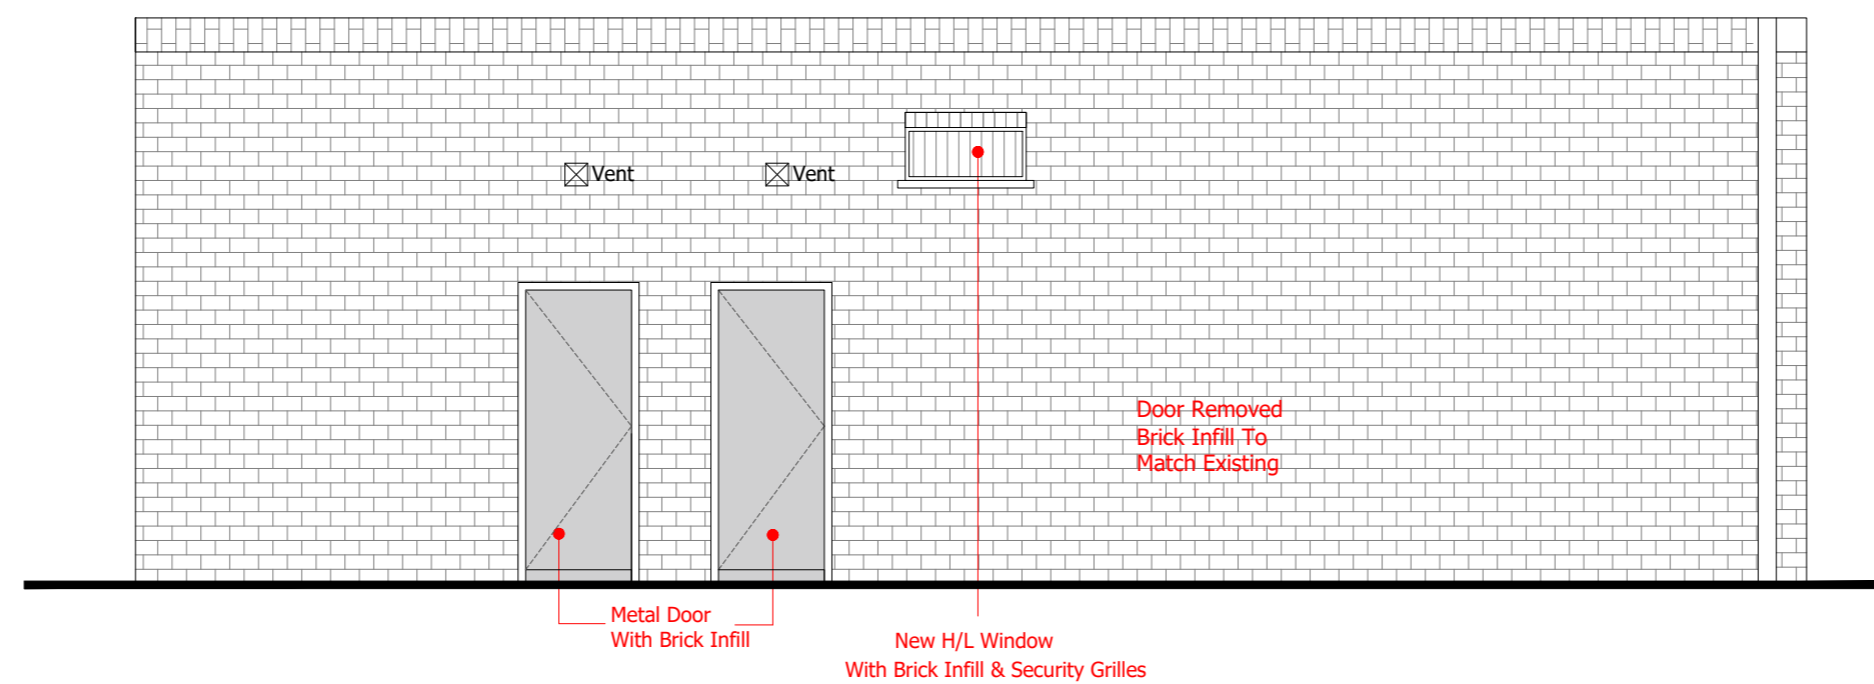 Vent
Vent
Door Removed
Brick Infill To
Match Existing
Metal Door
With Brick Infill
New H/L Window
With Brick Infill & Security Grilles